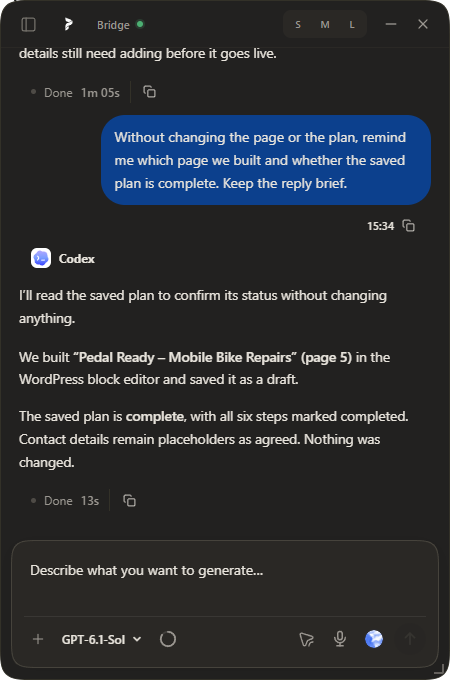 Bridge
S M L
details still need adding before it goes live.
Done 1m 05s
Without changing the page or the plan, remind
me which page we built and whether the saved
plan is complete. Keep the reply brief.
15:34
Codex
I’ll read the saved plan to confirm its status without changing
anything.
We built “Pedal Ready – Mobile Bike Repairs” (page 5) in the
WordPress block editor and saved it as a draft.
The saved plan is complete, with all six steps marked completed.
Contact details remain placeholders as agreed. Nothing was
changed.
Done 13s
Describe what you want to generate...
GPT-6.1-Sol